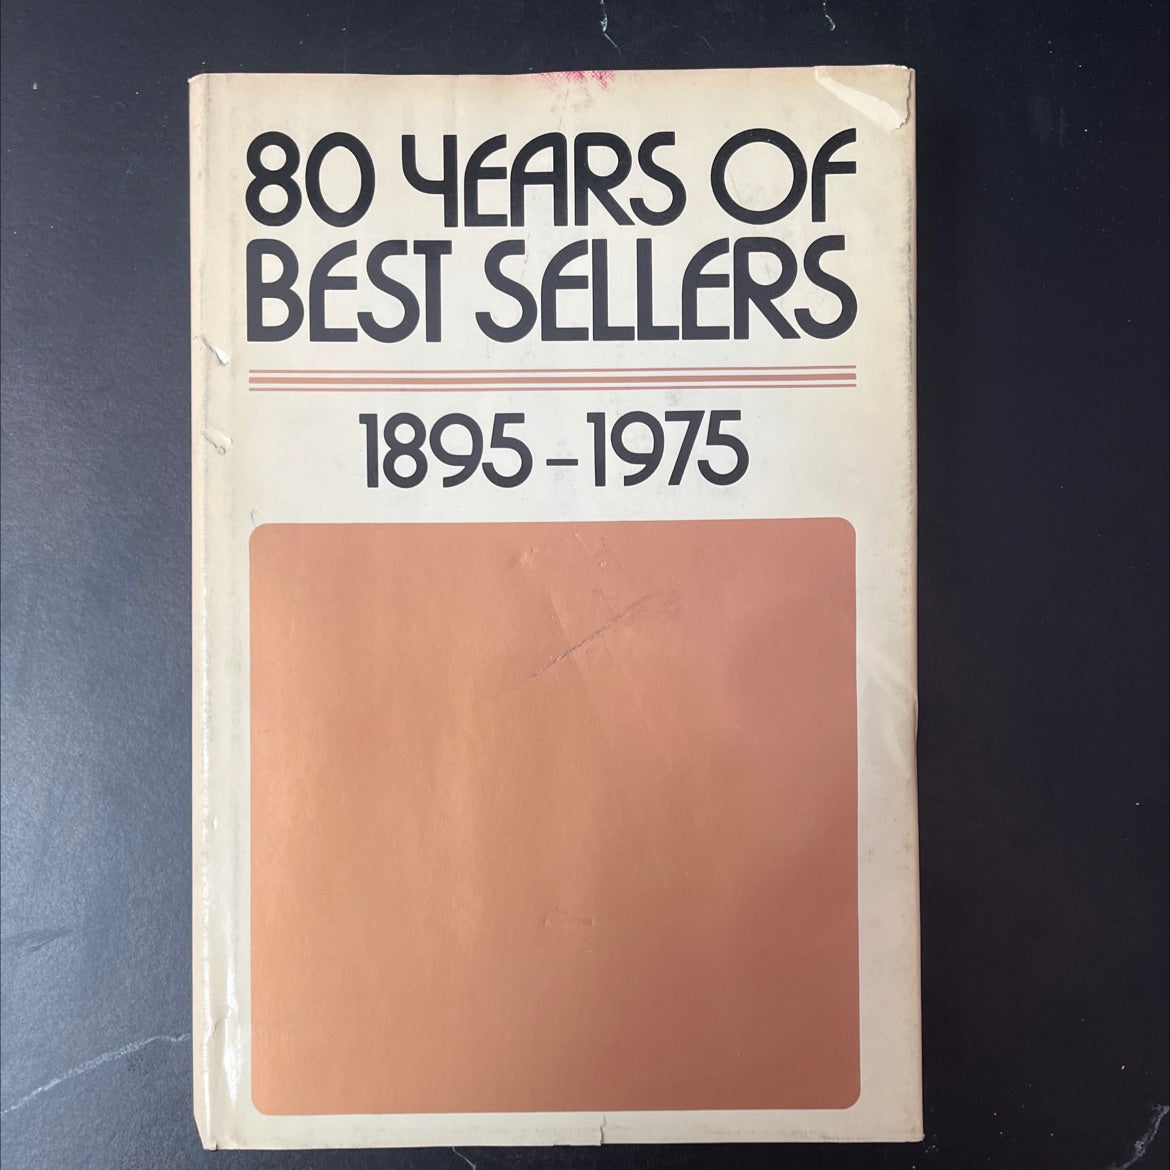 80 YEARS OF
BEST SELLERS
1895-1975